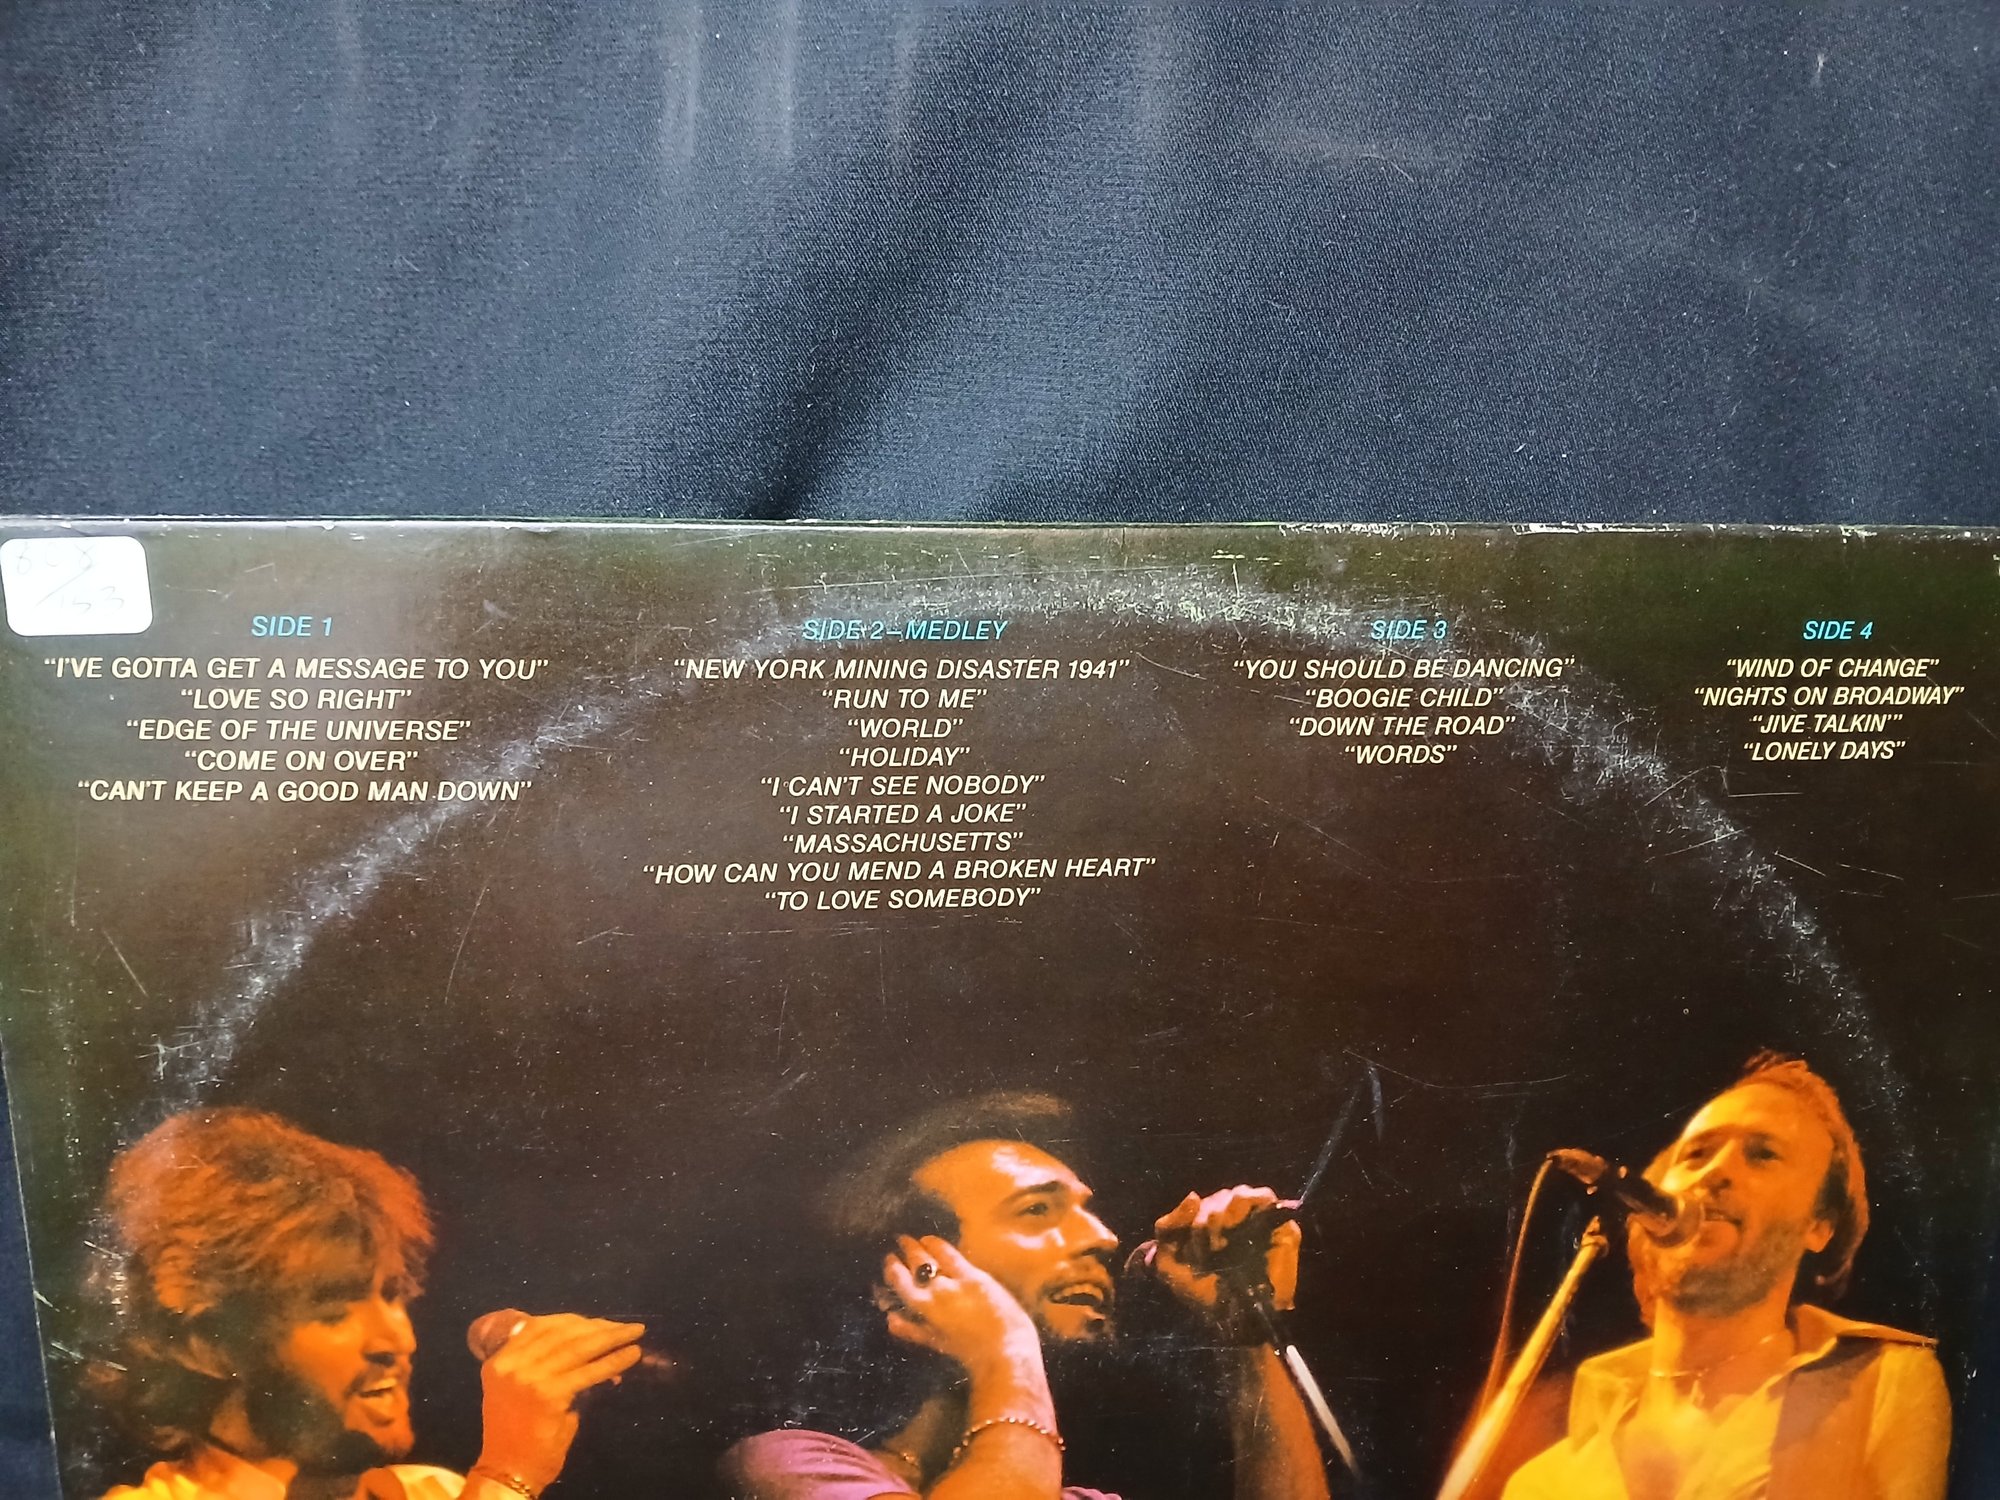 808
/153
SIDE 1
“I'VE GOTTA GET A MESSAGE TO YOU”
“LOVE SO RIGHT”
“EDGE OF THE UNIVERSE”
“COME ON OVER”
“CAN'T KEEP A GOOD MAN DOWN”
SIDE 2–MEDLEY
“NEW YORK MINING DISASTER 1941”
“RUN TO ME”
“WORLD”
“HOLIDAY”
“I CAN'T SEE NOBODY”
“I STARTED A JOKE”
“MASSACHUSETTS”
“HOW CAN YOU MEND A BROKEN HEART”
“TO LOVE SOMEBODY”
SIDE 3
“YOU SHOULD BE DANCING”
“BOOGIE CHILD”
“DOWN THE ROAD”
“WORDS”
SIDE 4
“WIND OF CHANGE”
“NIGHTS ON BROADWAY”
“JIVE TALKIN'”
“LONELY DAYS”